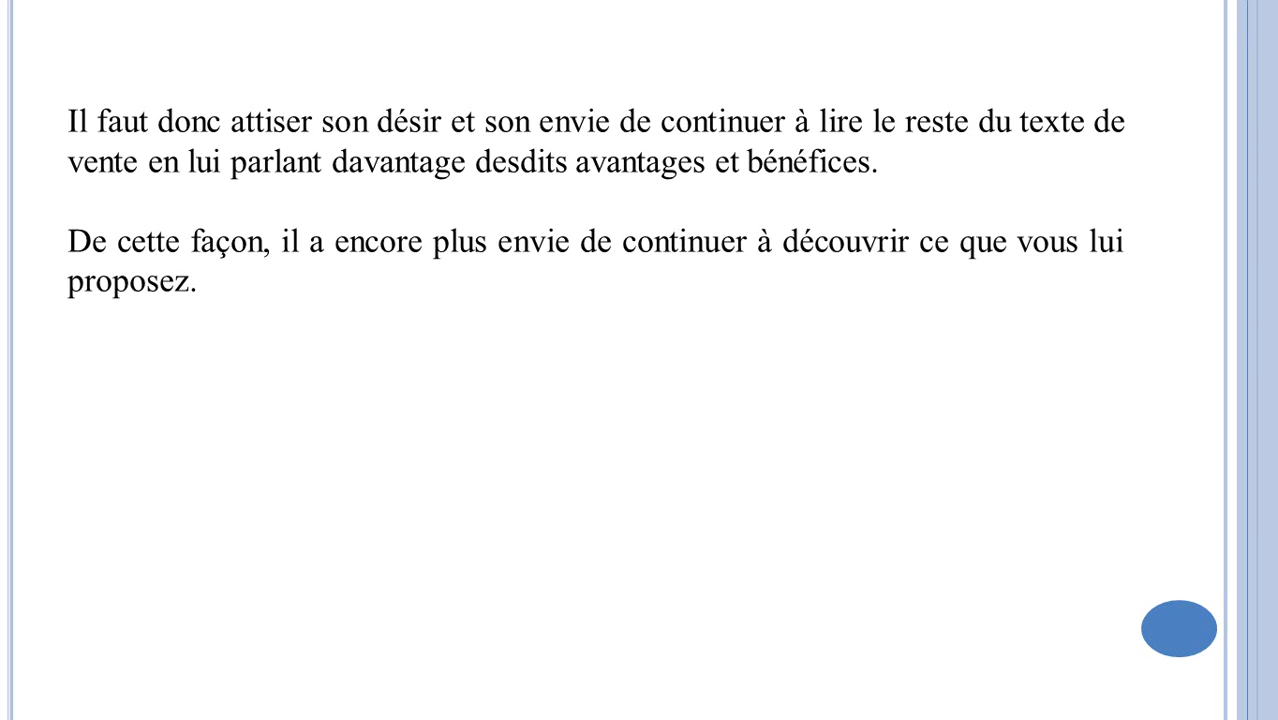 Il faut donc attiser son désir et son envie de continuer à lire le reste du texte de
vente en lui parlant davantage desdits avantages et bénéfices.
De cette façon, il a encore plus envie de continuer à découvrir ce que vous lui
proposez.